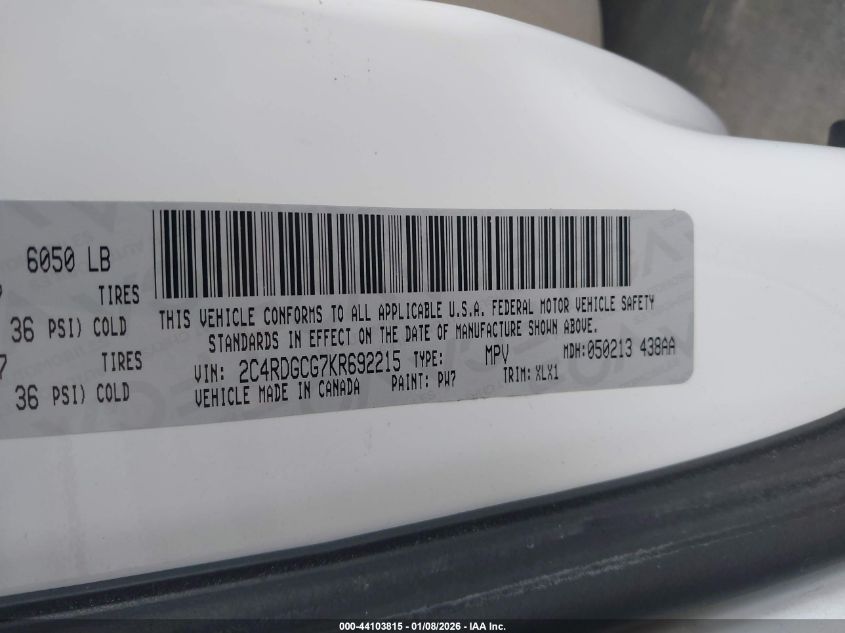 6050 LB
TIRES
36 PSI) COLD
7 TIRES
36 PSI) COLD
THIS VEHICLE CONFORMS TO ALL APPLICABLE U.S.A. FEDERAL MOTOR VEHICLE SAFETY
STANDARDS IN EFFECT ON THE DATE OF MANUFACTURE SHOWN ABOVE.
VIN: 2C4RDGCG7KR692215 TYPE: MPV MDH:050213 438AA
VEHICLE MADE IN CANADA PAINT: PW7 TRIM: XLX1
000-44103815 - 01/08/2026 - IAA Inc.